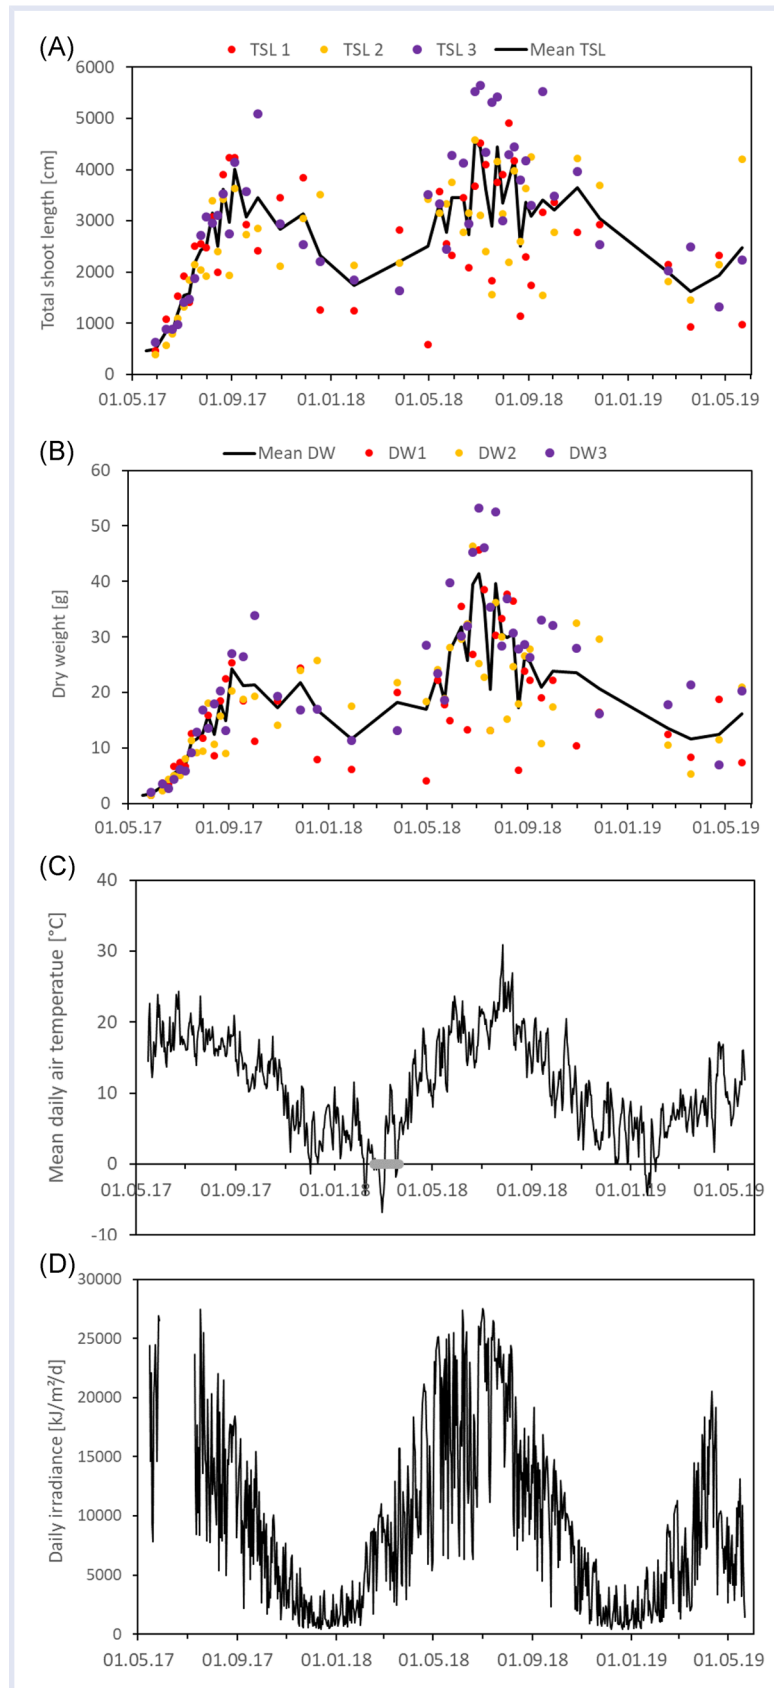 (A)
TSL 1 TSL 2 TSL 3 Mean TSL
6000
5000
4000
3000
2000
1000
0
Total shoot length [cm]
01.05.17 01.09.17 01.01.18 01.05.18 01.09.18 01.01.19 01.05.19
(B)
Mean DW DW1 DW2 DW3
60
50
40
30
20
10
0
Dry weight [g]
01.05.17 01.09.17 01.01.18 01.05.18 01.09.18 01.01.19 01.05.19
(C)
40
30
20
10
0
-10
Mean daily air temperatue [°C]
01.05.17 01.09.17 01.01.18 01.05.18 01.09.18 01.01.19 01.05.19
(D)
30000
25000
20000
15000
10000
5000
0
Daily irradiance [kJ/m²/d]
01.05.17 01.09.17 01.01.18 01.05.18 01.09.18 01.01.19 01.05.19